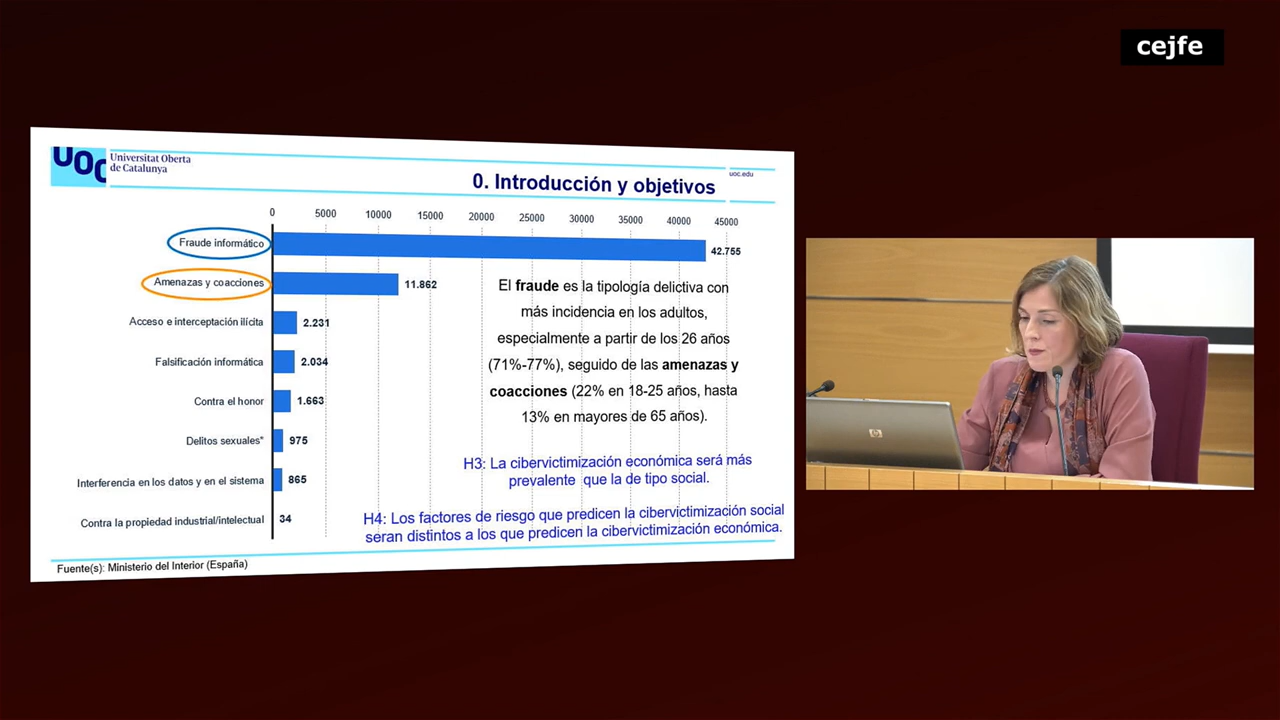 cejfe
UOC
Universitat Oberta
de Catalunya
uoc.edu
0. Introducción y objetivos
0 5000 10000 15000 20000 25000 30000 35000 40000 45000
Fraude informático 42.755
Amenazas y coacciones 11.862
Acceso e interceptación ilícita 2.231
Falsificación informática 2.034
Contra el honor 1.663
Delitos sexuales* 975
Interferencia en los datos y en el sistema 865
Contra la propiedad industrial/intelectual 34
El fraude es la tipología delictiva con
más incidencia en los adultos,
especialmente a partir de los 26 años
(71%-77%), seguido de las amenazas y
coacciones (22% en 18-25 años, hasta
13% en mayores de 65 años).
H3: La cibervictimización económica será más
prevalente que la de tipo social.
H4: Los factores de riesgo que predicen la cibervictimización social
seran distintos a los que predicen la cibervictimización económica.
Fuente(s): Ministerio del Interior (España)
hp